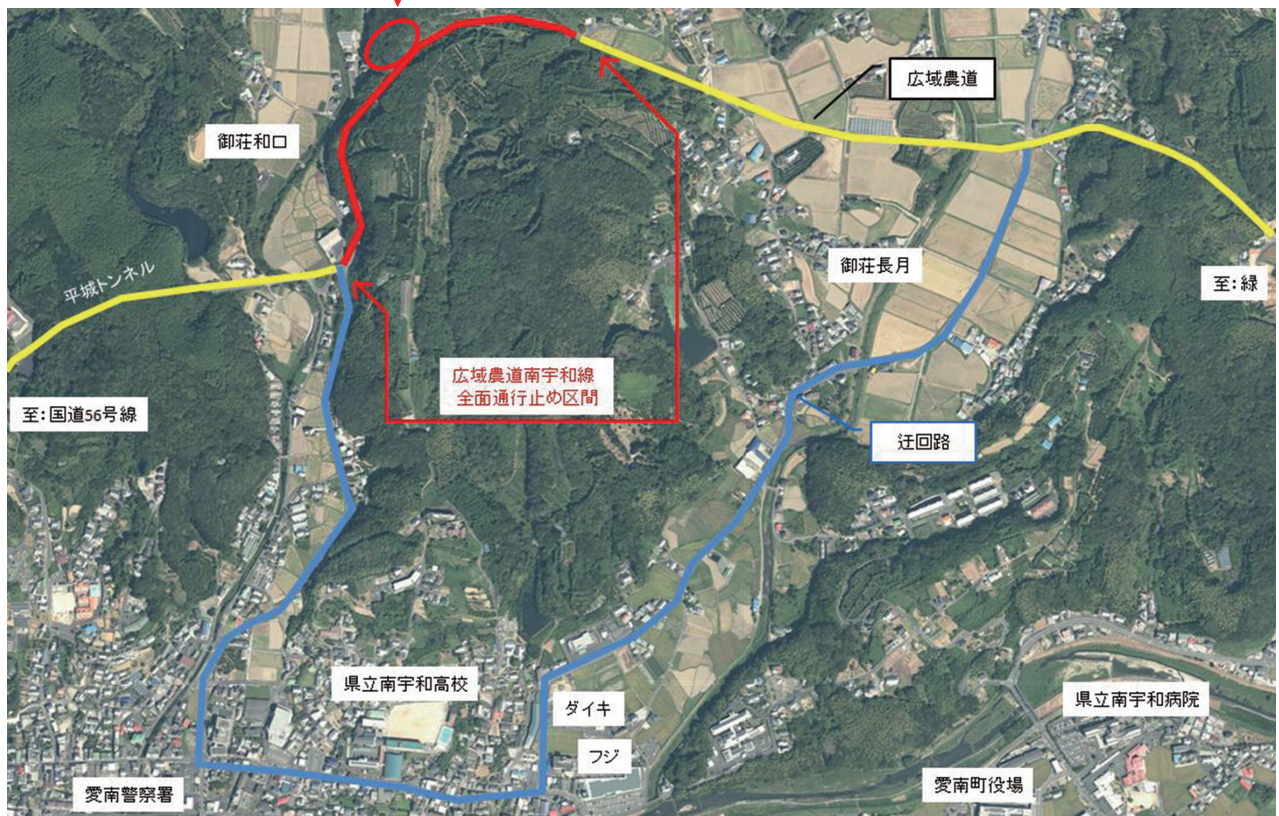 広域農道
御荘和口
御荘長月
平城トンネル
至:緑
広域農道南宇和線
全面通行止め区間
至:国道56号線
迂回路
県立南宇和高校
県立南宇和病院
ダイキ
フジ
愛南警察署
愛南町役場